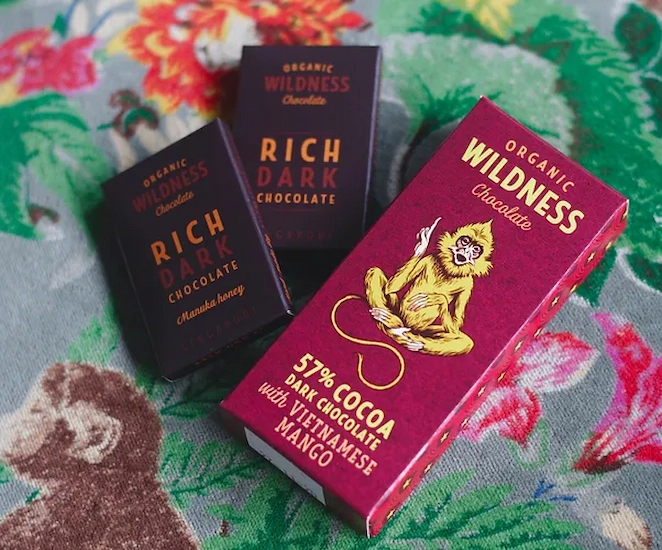 ORGANIC
WILDNESS
Chocolate
RICH
DARK
CHOCOLATE
ORGANIC
WILDNESS
Chocolate
RICH
DARK
CHOCOLATE
Manuka honey
SINGAPORE
ORGANIC
WILDNESS
Chocolate
57% COCOA
DARK CHOCOLATE
with VIETNAMESE
MANGO